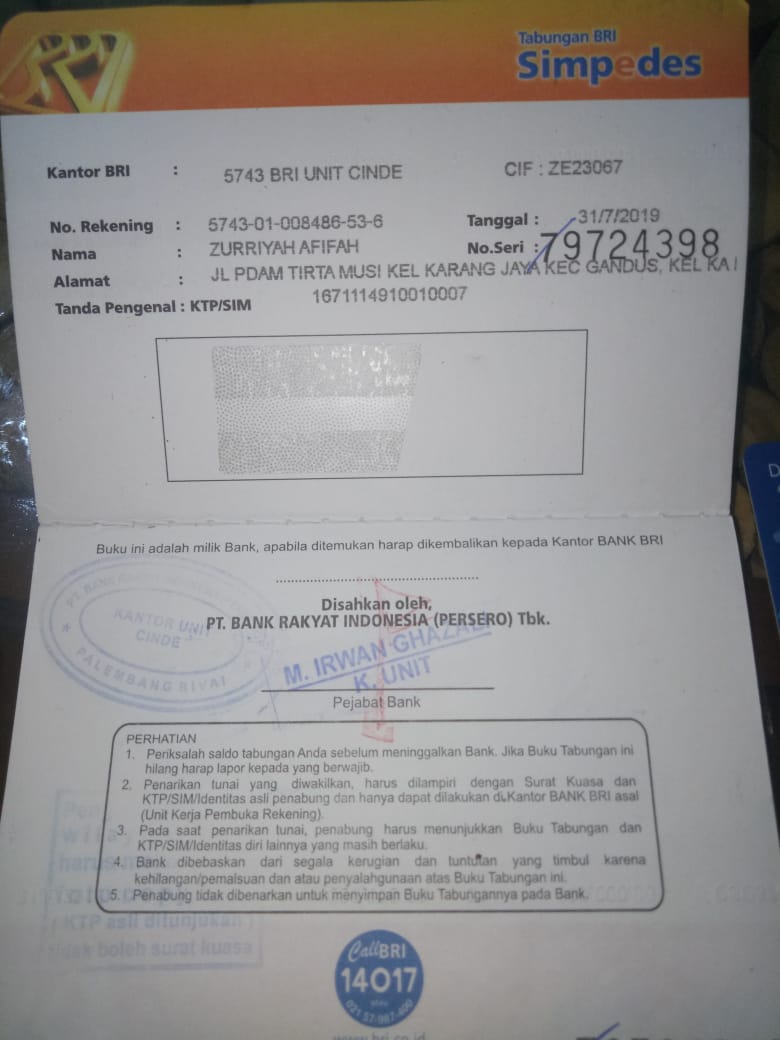 Tabungan BRI
Simpedes
Kantor BRI : 5743 BRI UNIT CINDE CIF : ZE23067
No. Rekening : 5743-01-008486-53-6 Tanggal : 31/7/2019
Nama : ZURRIYAH AFIFAH No.Seri : 79724398
Alamat : JL PDAM TIRTA MUSI KEL KARANG JAYA KEC GANDUS, KEL KA
Tanda Pengenal : KTP/SIM 1671114910010007
Buku ini adalah milik Bank, apabila ditemukan harap dikembalikan kepada Kantor BANK BRI
Disahkan oleh,
PT. BANK RAKYAT INDONESIA (PERSERO) Tbk.
PT. BANK RAKYAT INDONESIA
KANTOR UNIT
CINDE
PALEMBANG RIVAI
M. IRWAN GHAZALI
K. UNIT
Pejabat Bank
PERHATIAN
1. Periksalah saldo tabungan Anda sebelum meninggalkan Bank. Jika Buku Tabungan ini
hilang harap lapor kepada yang berwajib.
2. Penarikan tunai yang diwakilkan, harus dilampiri dengan Surat Kuasa dan
KTP/SIM/Identitas asli penabung dan hanya dapat dilakukan di Kantor BANK BRI asal
(Unit Kerja Pembuka Rekening).
3. Pada saat penarikan tunai, penabung harus menunjukkan Buku Tabungan dan
KTP/SIM/Identitas diri lainnya yang masih berlaku.
4. Bank dibebaskan dari segala kerugian dan tuntutan yang timbul karena
kehilangan/pemalsuan dan atau penyalahgunaan atas Buku Tabungan ini.
5. Penabung tidak dibenarkan untuk menyimpan Buku Tabungannya pada Bank.
KTP asli ditunjukan
tidak boleh surat kuasa
CallBRI
14017
atau
021 57-987-400
www.bri.co.id